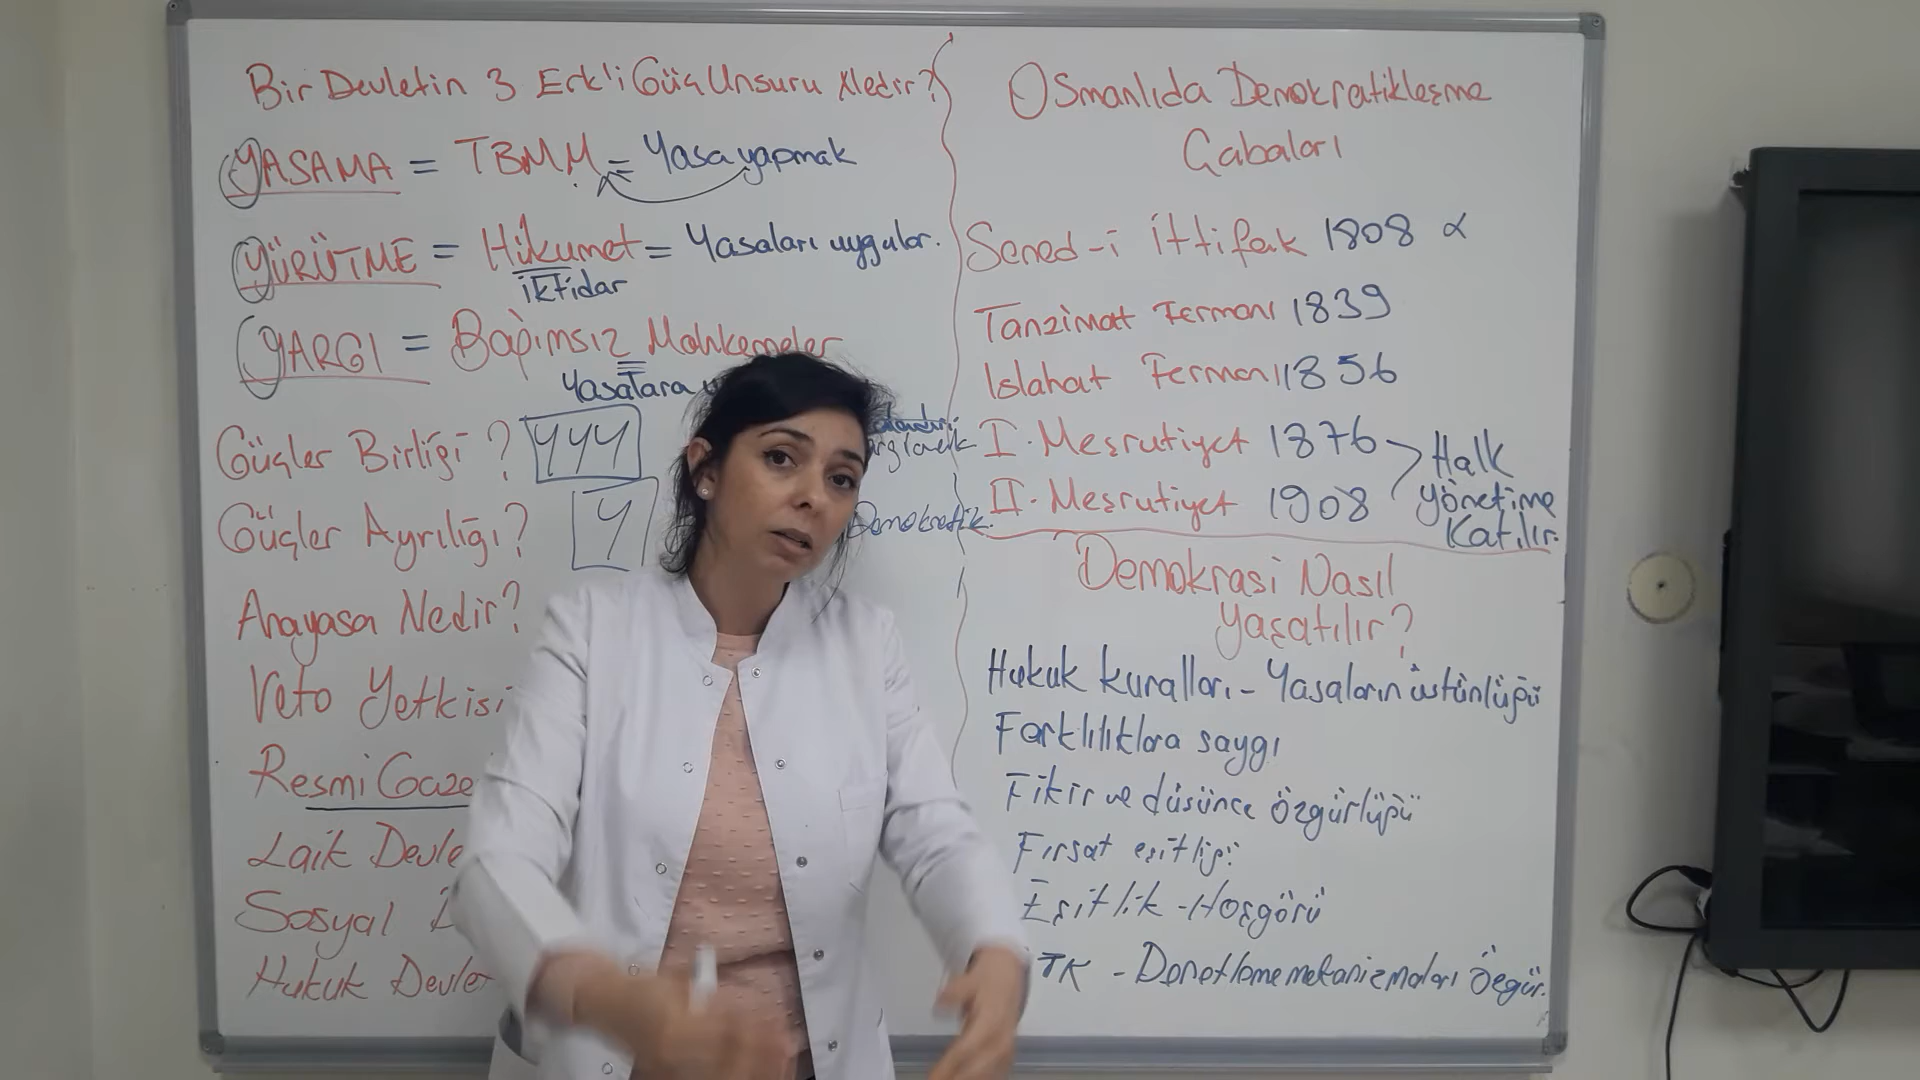 Bir Devletin 3 Erk'i Güç Unsuru Nedir?
YASAMA = TBMM = Yasa yapmak
YÜRÜTME = Hükumet = Yasaları uygular.
iktidar
YARGI = Bağımsız Mahkemeler
Yasalara
Güçler Birliği? YYY
Güçler Ayrılığı? Y Demokratik.
Anayasa Nedir?
Veto Yetkisi
Resmi Gaze
Laik Devle
Sosyal D
Hukuk Devlet
Osmanlıda Demokratikleşme
Çabaları
Sened-i İttifak 1808
Tanzimat Fermanı 1839
Islahat Fermanı 1856
I. Meşrutiyet 1876
II. Meşrutiyet 1908
Halk
yönetime
Katılır.
Demokrasi Nasıl
Yaşatılır?
Hukuk kuralları - Yasaların üstünlüğü
Farklılıklara saygı
Fikir ve düşünce özgürlüğü
Fırsat eşitliği
Eşitlik - Hoşgörü
TK - Denetleme mekanizmaları Özgür.